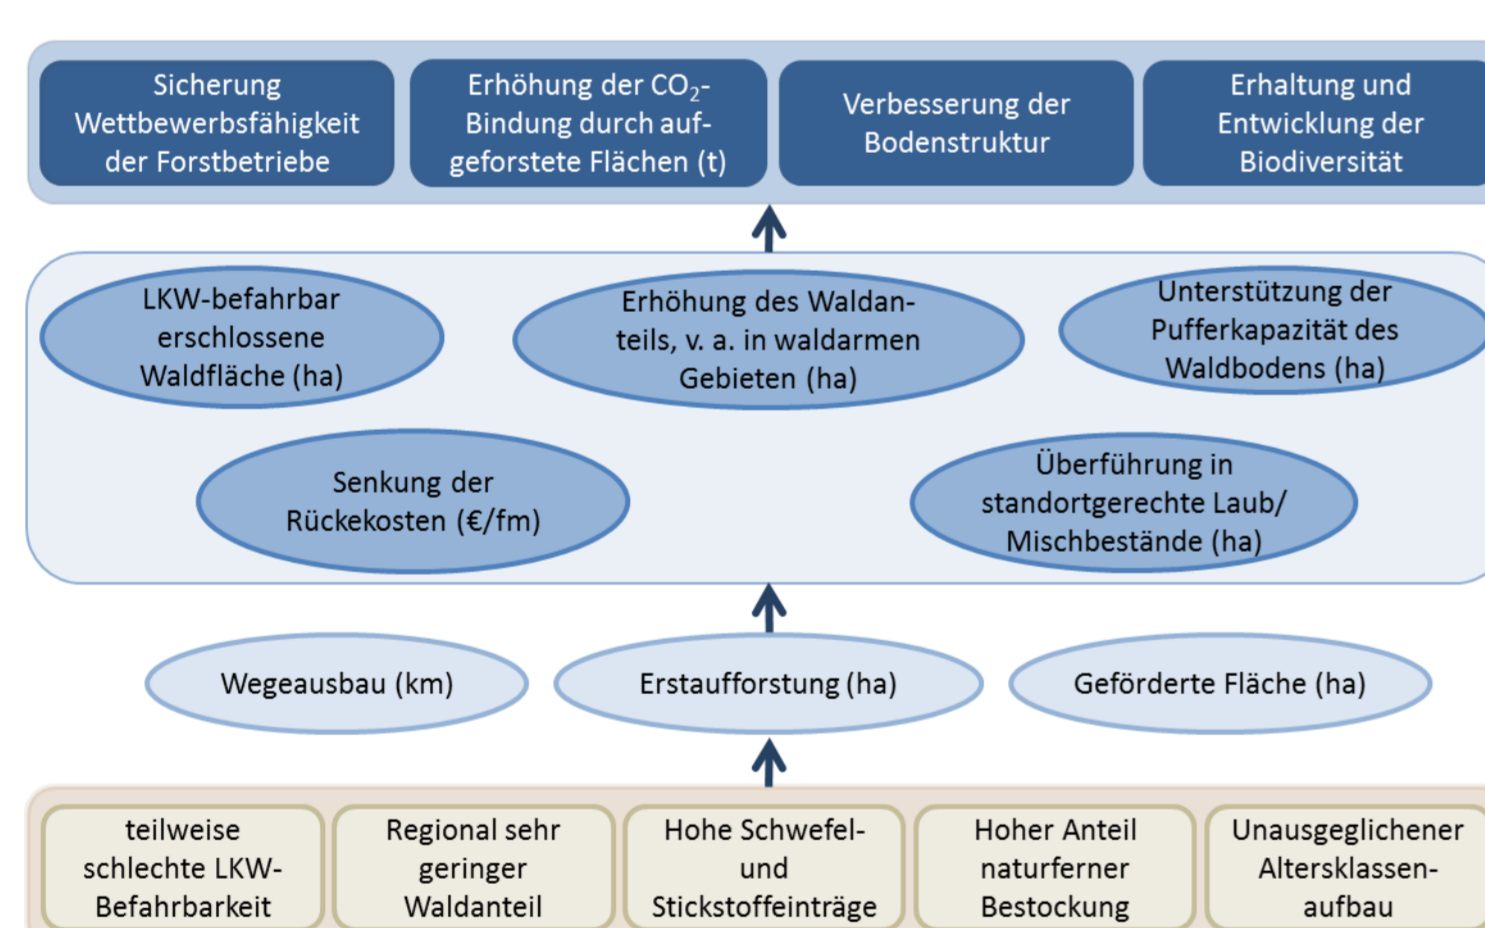 Sicherung
Wettbewerbsfähigkeit
der Forstbetriebe
Erhöhung der CO₂-
Bindung durch auf-
geforstete Flächen (t)
Verbesserung der
Bodenstruktur
Erhaltung und
Entwicklung der
Biodiversität
LKW-befahrbar
erschlossene
Waldfläche (ha)
Erhöhung des Waldan-
teils, v. a. in waldarmen
Gebieten (ha)
Unterstützung der
Pufferkapazität des
Waldbodens (ha)
Senkung der
Rückekosten (€/fm)
Überführung in
standortgerechte Laub/
Mischbestände (ha)
Wegeausbau (km)
Erstaufforstung (ha)
Geförderte Fläche (ha)
teilweise
schlechte LKW-
Befahrbarkeit
Regional sehr
geringer
Waldanteil
Hohe Schwefel-
und
Stickstoffeinträge
Hoher Anteil
naturferner
Bestockung
Unausgeglichener
Altersklassen-
aufbau